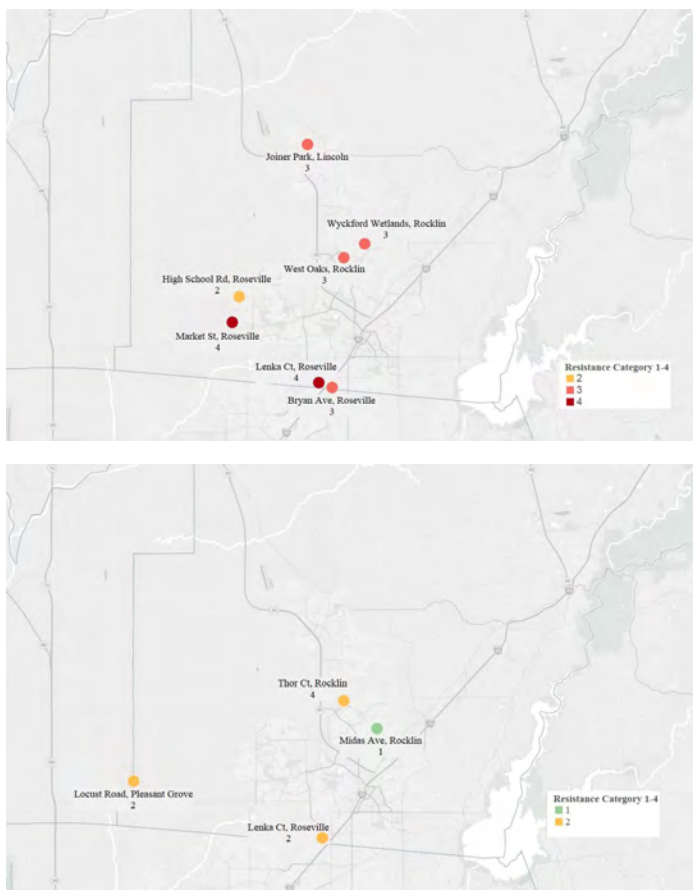 Joiner Park, Lincoln
3
Wyckford Wetlands, Rocklin
3
West Oaks, Rocklin
3
High School Rd, Roseville
2
Market St, Roseville
4
Lenka Ct, Roseville
4
Bryan Ave, Roseville
3
Resistance Category 1-4
2
3
4
Thor Ct, Rocklin
4
Midas Ave, Rocklin
1
Locust Road, Pleasant Grove
2
Lenka Ct, Roseville
2
Resistance Category 1-4
1
2